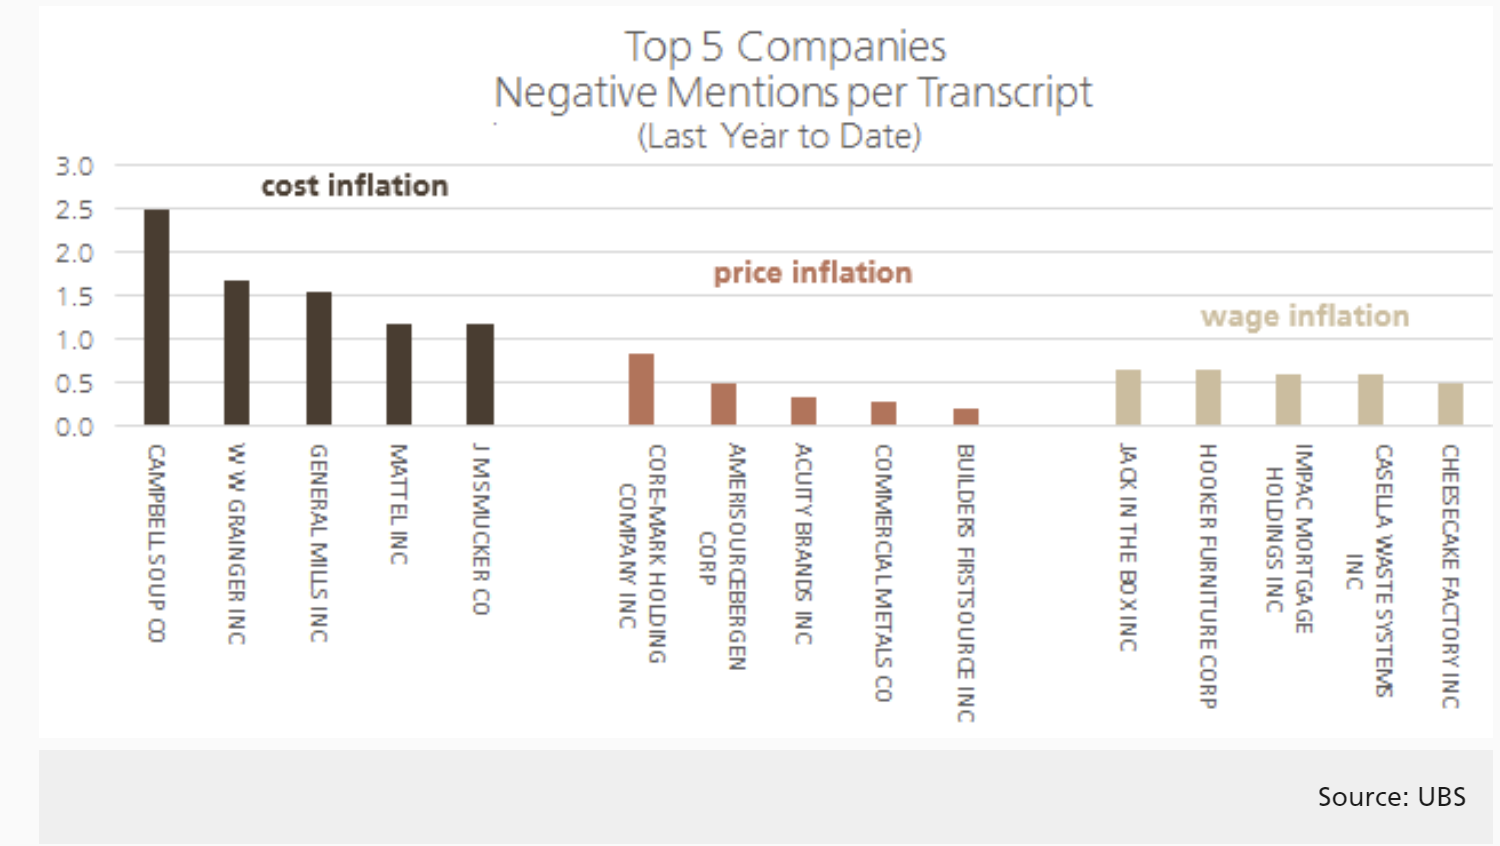 Top 5 Companies
Negative Mentions per Transcript
(Last Year to Date)
3.0
2.5
2.0
1.5
1.0
0.5
0.0
cost inflation
price inflation
wage inflation
CAMPBELL SOUP CO
W W GRAINGER INC
GENERAL MILLS INC
MATTEL INC
J M SMUCKER CO
CORE-MARK HOLDING
COMPANY INC
AMERISOURCEBERGEN
CORP
ACUITY BRANDS INC
COMMERCIAL METALS CO
BUILDERS FIRSTSOURCE INC
JACK IN THE BOX INC
HOOKER FURNITURE CORP
IMPAC MORTGAGE
HOLDINGS INC
CASELLA WASTE SYSTEMS
INC
CHEESECAKE FACTORY INC
Source: UBS